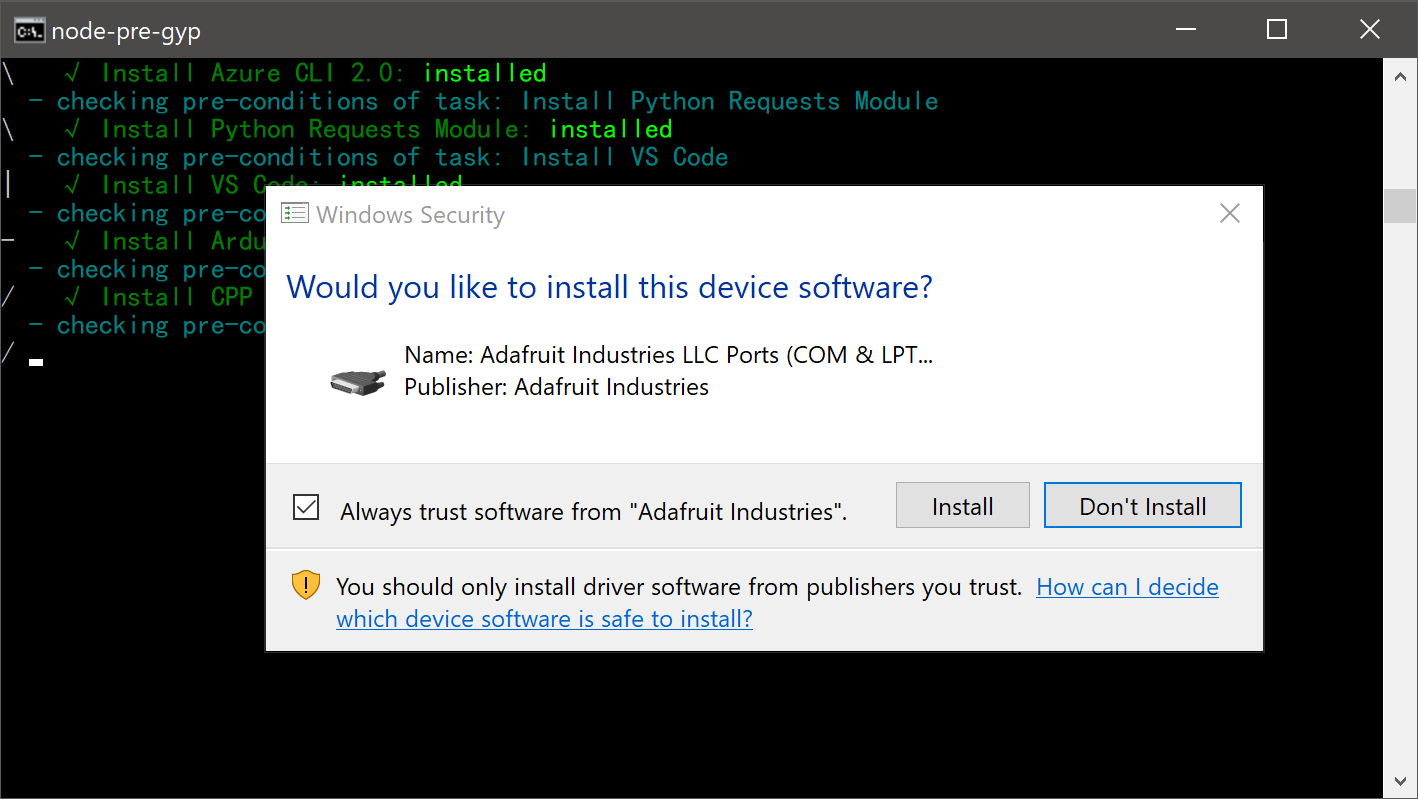 node-pre-gyp
\ √ Install Azure CLI 2.0: installed
- checking pre-conditions of task: Install Python Requests Module
\ √ Install Python Requests Module: installed
- checking pre-conditions of task: Install VS Code
| √ Install VS Code: installed
- checking pre-co
- √ Install Ardu
- checking pre-co
/ √ Install CPP
- checking pre-co
/
Windows Security
Would you like to install this device software?
Name: Adafruit Industries LLC Ports (COM & LPT...
Publisher: Adafruit Industries
Always trust software from "Adafruit Industries".
Install
Don't Install
You should only install driver software from publishers you trust. How can I decide
which device software is safe to install?